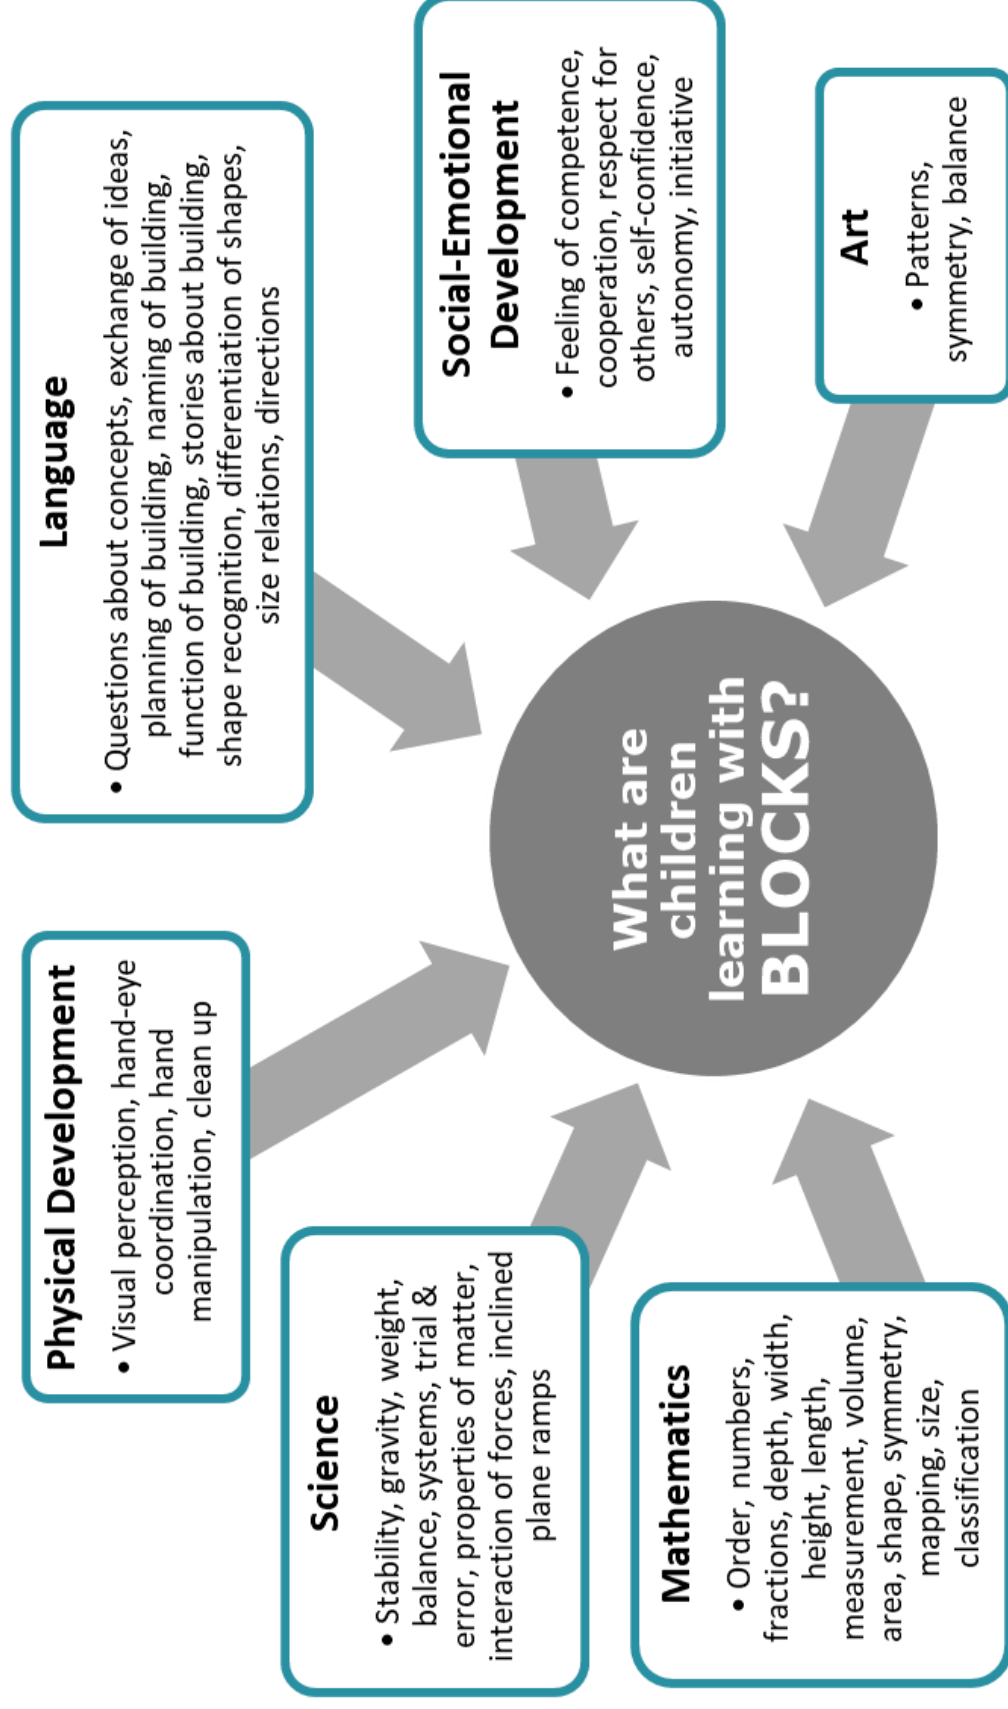 Physical Development
• Visual perception, hand-eye
coordination, hand
manipulation, clean up
Language
• Questions about concepts, exchange of ideas,
planning of building, naming of building,
function of building, stories about building,
shape recognition, differentiation of shapes,
size relations, directions
Science
• Stability, gravity, weight,
balance, systems, trial &
error, properties of matter,
interaction of forces, inclined
plane ramps
Social-Emotional
Development
• Feeling of competence,
cooperation, respect for
others, self-confidence,
autonomy, initiative
What are
children
learning with
BLOCKS?
Mathematics
• Order, numbers,
fractions, depth, width,
height, length,
measurement, volume,
area, shape, symmetry,
mapping, size,
classification
Art
• Patterns,
symmetry, balance